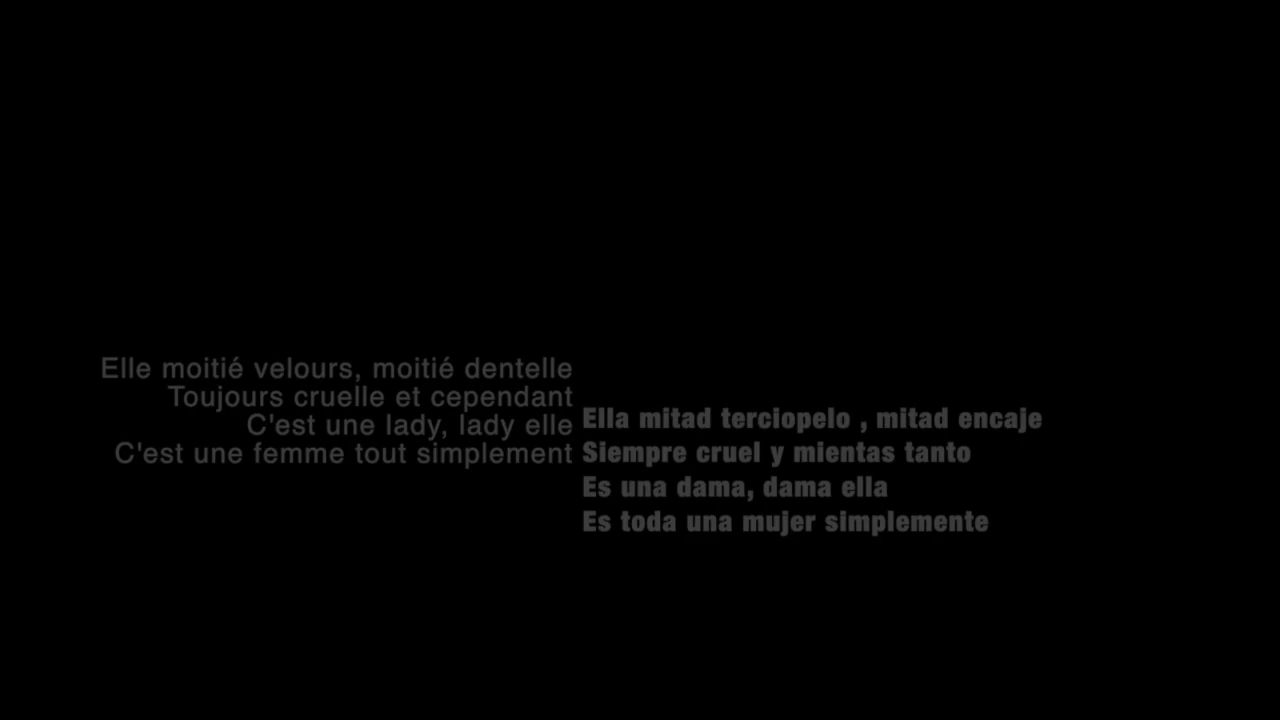 Elle moitié velours, moitié dentelle
Toujours cruelle et cependant
C'est une lady, lady elle
C'est une femme tout simplement
Ella mitad terciopelo , mitad encaje
Siempre cruel y mientas tanto
Es una dama, dama ella
Es toda una mujer simplemente